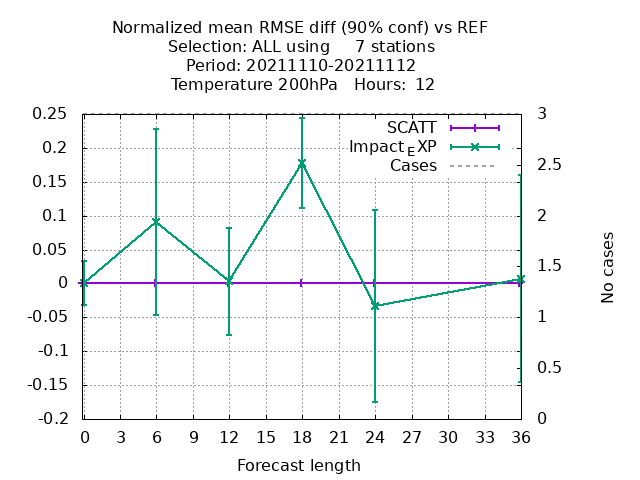 Normalized mean RMSE diff (90% conf) vs REF
Selection: ALL using 7 stations
Period: 20211110-20211112
Temperature 200hPa Hours: 12
0.25
0.2
0.15
0.1
0.05
0
-0.05
-0.1
-0.15
-0.2
3
2.5
2
1.5
1
0.5
0
SCATT
Impact_EXP
Cases
No cases
0 3 6 9 12 15 18 21 24 27 30 33 36
Forecast length